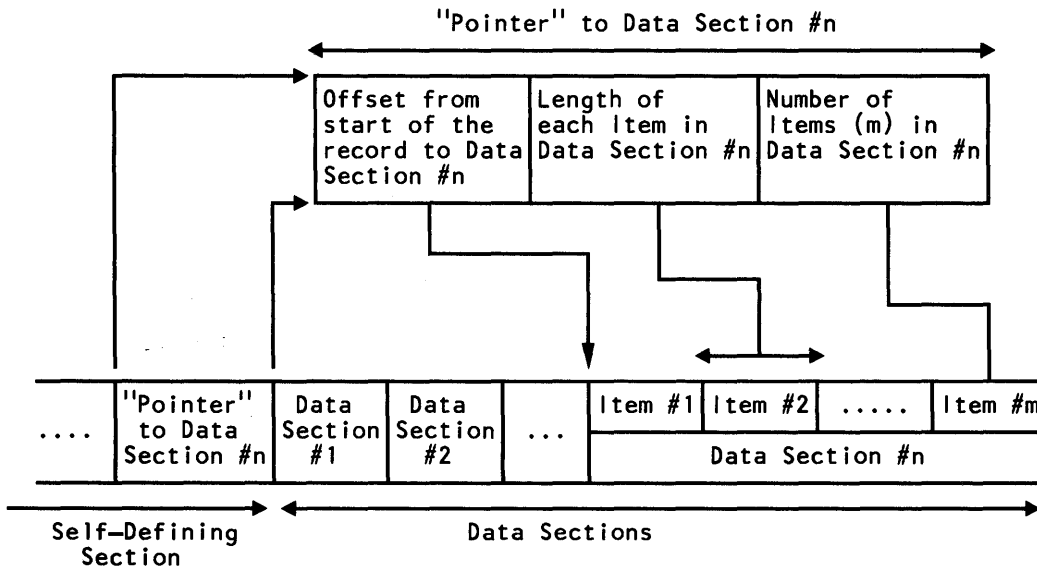 "Pointer" to Data Section #n
Offset from
start of the
record to Data
Section #n
Length of
each Item in
Data Section #n
Number of
Items (m) in
Data Section #n
....
"Pointer"
to Data
Section #n
Data
Section
#1
Data
Section
#2
...
Item #1
Item #2
.....
Item #m
Data Section #n
Self-Defining
Section
Data Sections